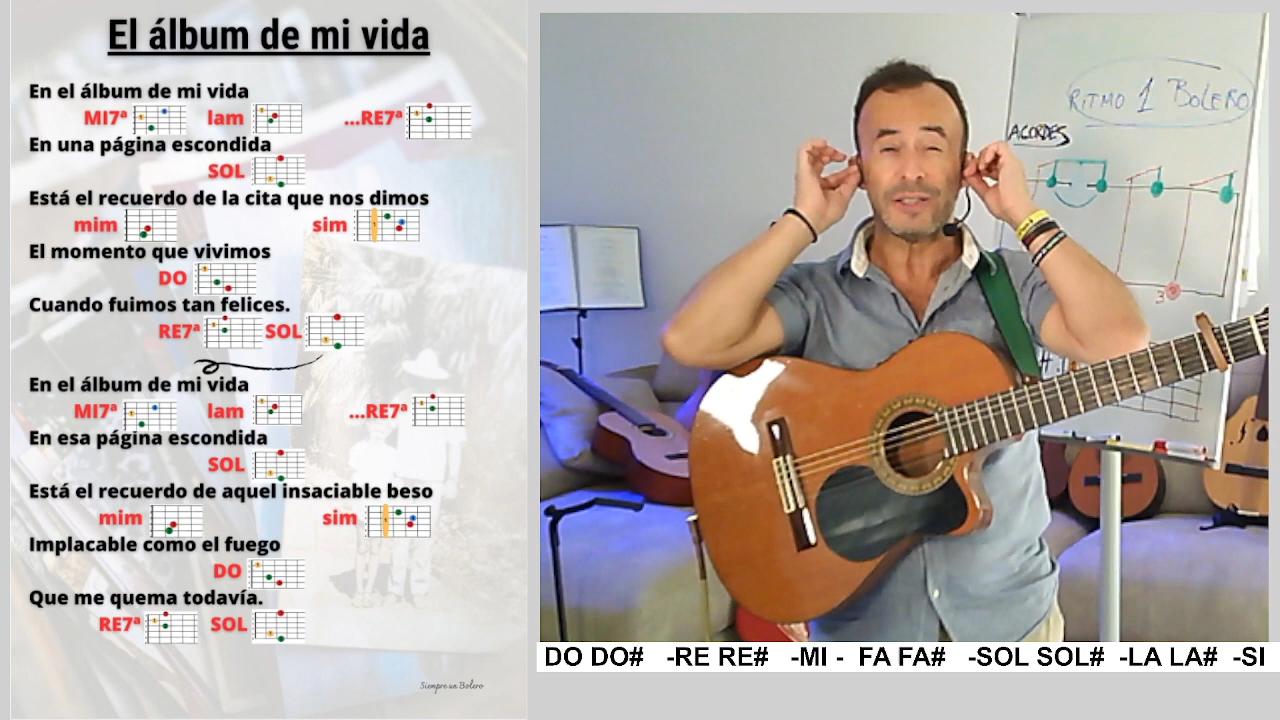 El álbum de mi vida
En el álbum de mi vida
MI7ª lam ...RE7ª
En una página escondida
SOL
Está el recuerdo de la cita que nos dimos
mim sim
El momento que vivimos
DO
Cuando fuimos tan felices.
RE7ª SOL
En el álbum de mi vida
MI7ª lam ...RE7ª
En esa página escondida
SOL
Está el recuerdo de aquel insaciable beso
mim sim
Implacable como el fuego
DO
Que me quema todavía.
RE7ª SOL
Siempre un Bolero
RITMO 1 BOLERO
ACORDES
3
DO DO# -RE RE# -MI - FA FA# -SOL SOL# -LA LA# -SI